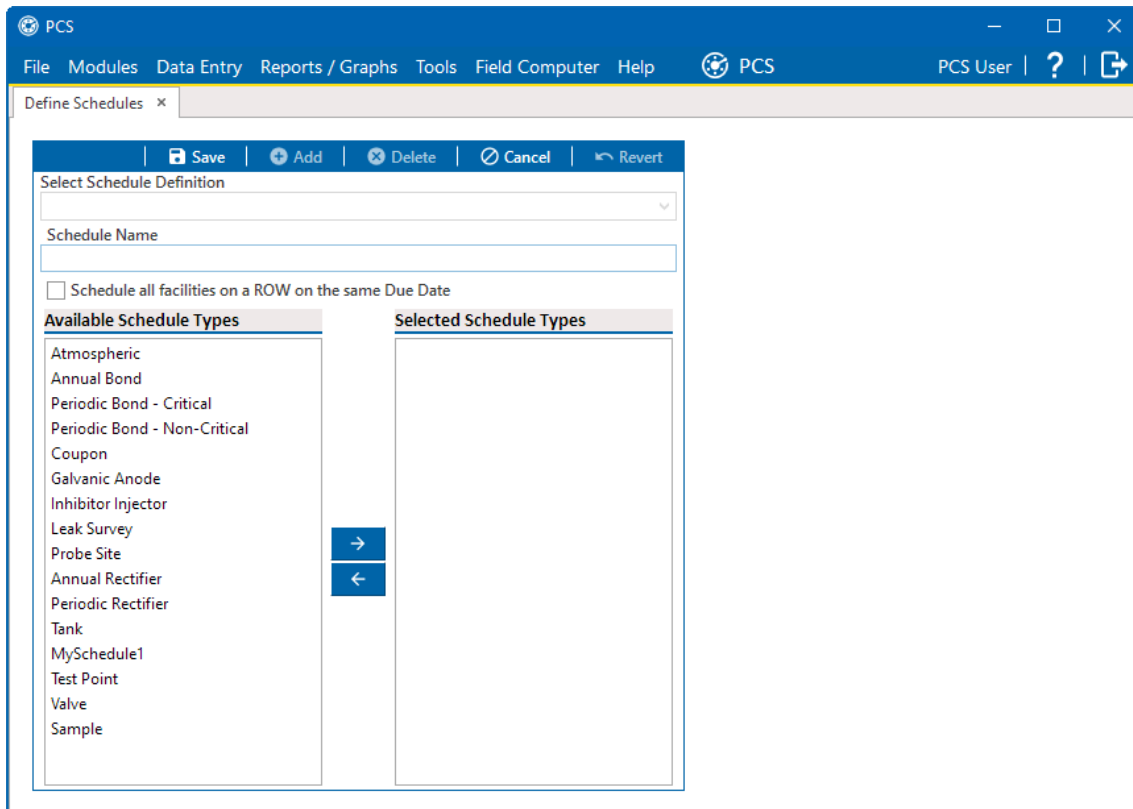 PCS
File Modules Data Entry Reports / Graphs Tools Field Computer Help PCS PCS User ?
Define Schedules ×
Save Add Delete Cancel Revert
Select Schedule Definition
Schedule Name
Schedule all facilities on a ROW on the same Due Date
Available Schedule Types Selected Schedule Types
Atmospheric
Annual Bond
Periodic Bond - Critical
Periodic Bond - Non-Critical
Coupon
Galvanic Anode
Inhibitor Injector
Leak Survey
Probe Site
Annual Rectifier
Periodic Rectifier
Tank
MySchedule1
Test Point
Valve
Sample